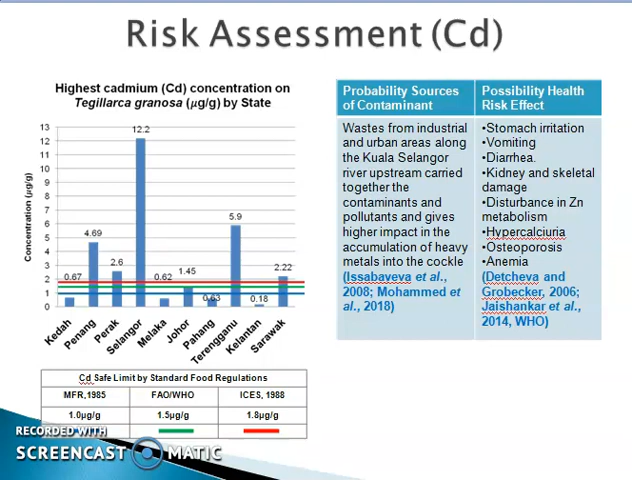 Risk Assessment (Cd)
Highest cadmium (Cd) concentration on
Tegillarca granosa (µg/g) by State
Concentration (µg/g)
13
12
11
10
9
8
7
6
5
4
3
2
1
0
0.67
4.69
2.6
12.2
0.62
1.45
0.63
5.9
0.18
2.22
Kedah
Penang
Perak
Selangor
Melaka
Johor
Pahang
Terengganu
Kelantan
Sarawak
Cd Safe Limit by Standard Food Regulations
MFR,1985 FAO/WHO ICES, 1988
1.0µg/g 1.5µg/g 1.8µg/g
Probability Sources
of Contaminant
Wastes from industrial
and urban areas along
the Kuala Selangor
river upstream carried
together the
contaminants and
pollutants and gives
higher impact in the
accumulation of heavy
metals into the cockle
(Issabaveva et al.,
2008; Mohammed et
al., 2018)
Possibility Health
Risk Effect
•Stomach irritation
•Vomiting
•Diarrhea.
•Kidney and skeletal
damage
•Disturbance in Zn
metabolism
•Hypercalciuria
•Osteoporosis
•Anemia
(Detcheva and
Grobecker, 2006;
Jaishankar et al.,
2014, WHO)
RECORDED WITH
SCREENCAST MATIC